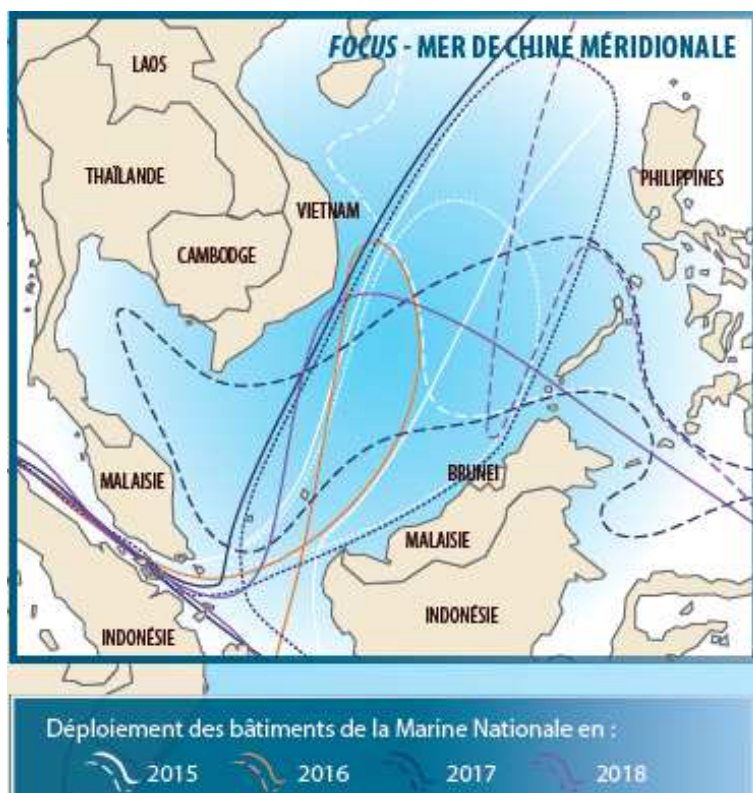 FOCUS - MER DE CHINE MÉRIDIONALE
LAOS
THAÏLANDE
VIETNAM
PHILIPPINES
CAMBODGE
MALAISIE
BRUNEI
MALAISIE
INDONÉSIE
INDONÉSIE
Déploiement des bâtiments de la Marine Nationale en :
2015 2016 2017 2018